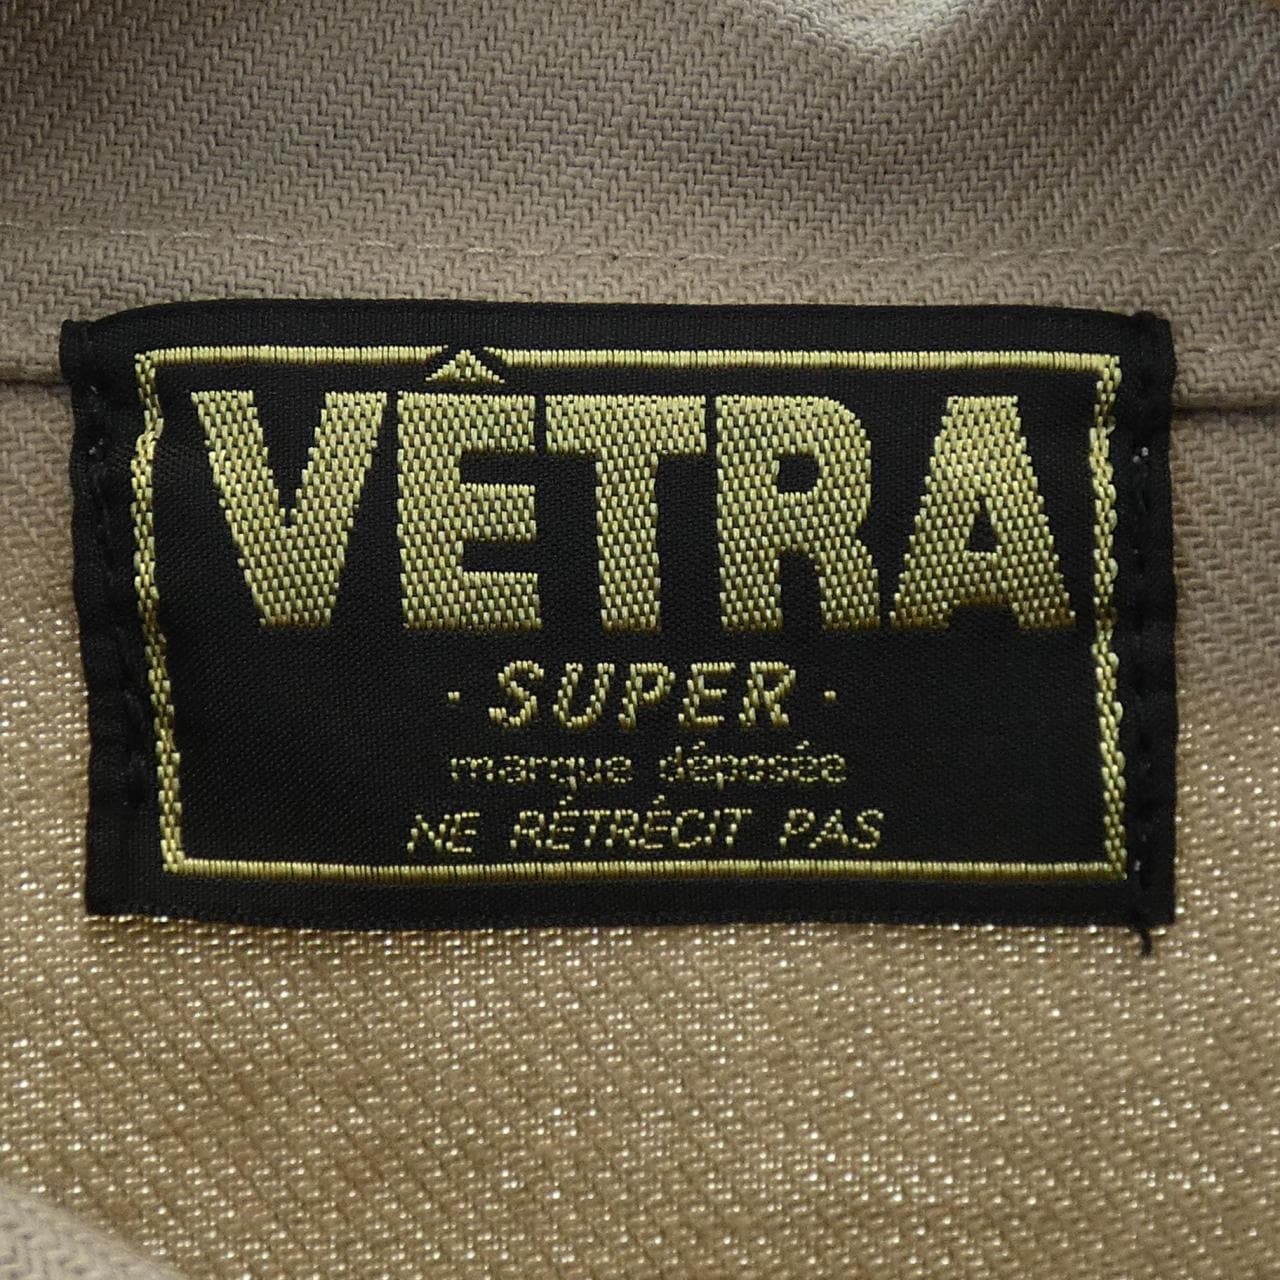 VÊTRA
· SUPER ·
marque déposée
NE RÉTRÉCIT PAS